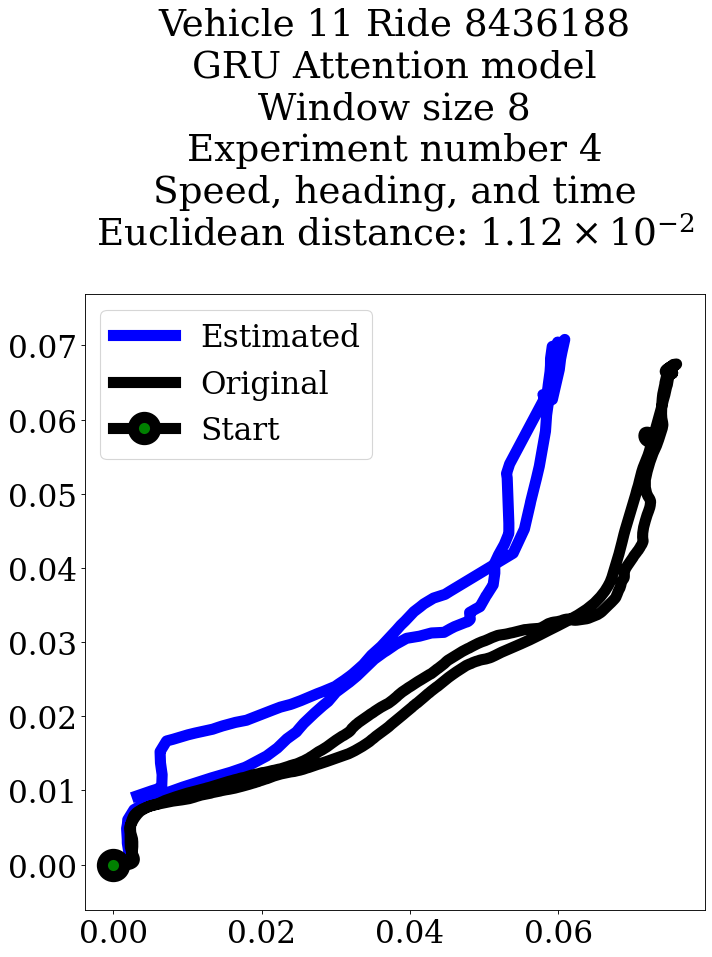 Vehicle 11 Ride 8436188
GRU Attention model
Window size 8
Experiment number 4
Speed, heading, and time
Euclidean distance: 1.12 × 10⁻²
Estimated
Original
Start
0.07
0.06
0.05
0.04
0.03
0.02
0.01
0.00
0.00 0.02 0.04 0.06